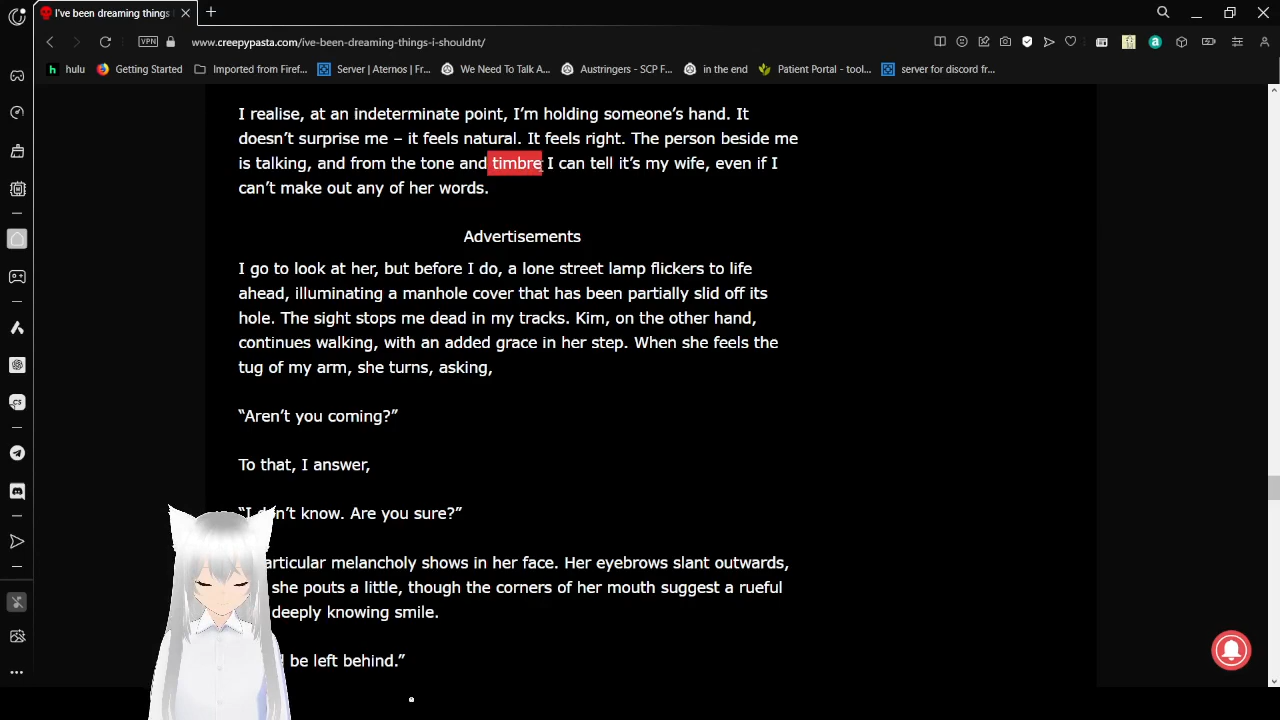 I've been dreaming things I
VPN
www.creepypasta.com/ive-been-dreaming-things-i-shouldnt/
hulu Getting Started Imported from Firef... Server | Aternos | Fr... We Need To Talk A... Austringers - SCP F... in the end Patient Portal - tool... server for discord fr...
I realise, at an indeterminate point, I'm holding someone's hand. It
doesn't surprise me – it feels natural. It feels right. The person beside me
is talking, and from the tone and timbre I can tell it's my wife, even if I
can't make out any of her words.
Advertisements
I go to look at her, but before I do, a lone street lamp flickers to life
ahead, illuminating a manhole cover that has been partially slid off its
hole. The sight stops me dead in my tracks. Kim, on the other hand,
continues walking, with an added grace in her step. When she feels the
tug of my arm, she turns, asking,
“Aren't you coming?”
To that, I answer,
“I don't know. Are you sure?”
particular melancholy shows in her face. Her eyebrows slant outwards,
she pouts a little, though the corners of her mouth suggest a rueful
deeply knowing smile.
be left behind.”